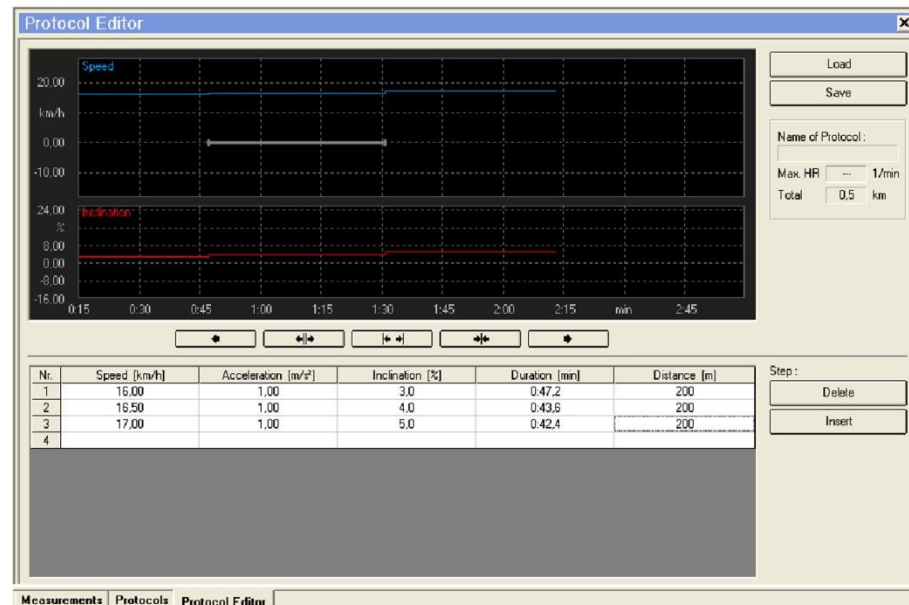 Protocol Editor
Speed
20,00
km/h
0,00
-10,00
Inclination
24,00
%
8,00
0,00
-8,00
-16,00
0:15 0:30 0:45 1:00 1:15 1:30 1:45 2:00 2:15 min 2:45
Load
Save
Name of Protocol :
Max. HR --- 1/min
Total 0,5 km
Nr. Speed [km/h] Acceleration [m/s²] Inclination [%] Duration [min] Distance [m]
1 16,00 1,00 3,0 0:47,2 200
2 16,50 1,00 4,0 0:43,6 200
3 17,00 1,00 5,0 0:42,4 200
4
Step :
Delete
Insert
Measurements Protocols Protocol Editor